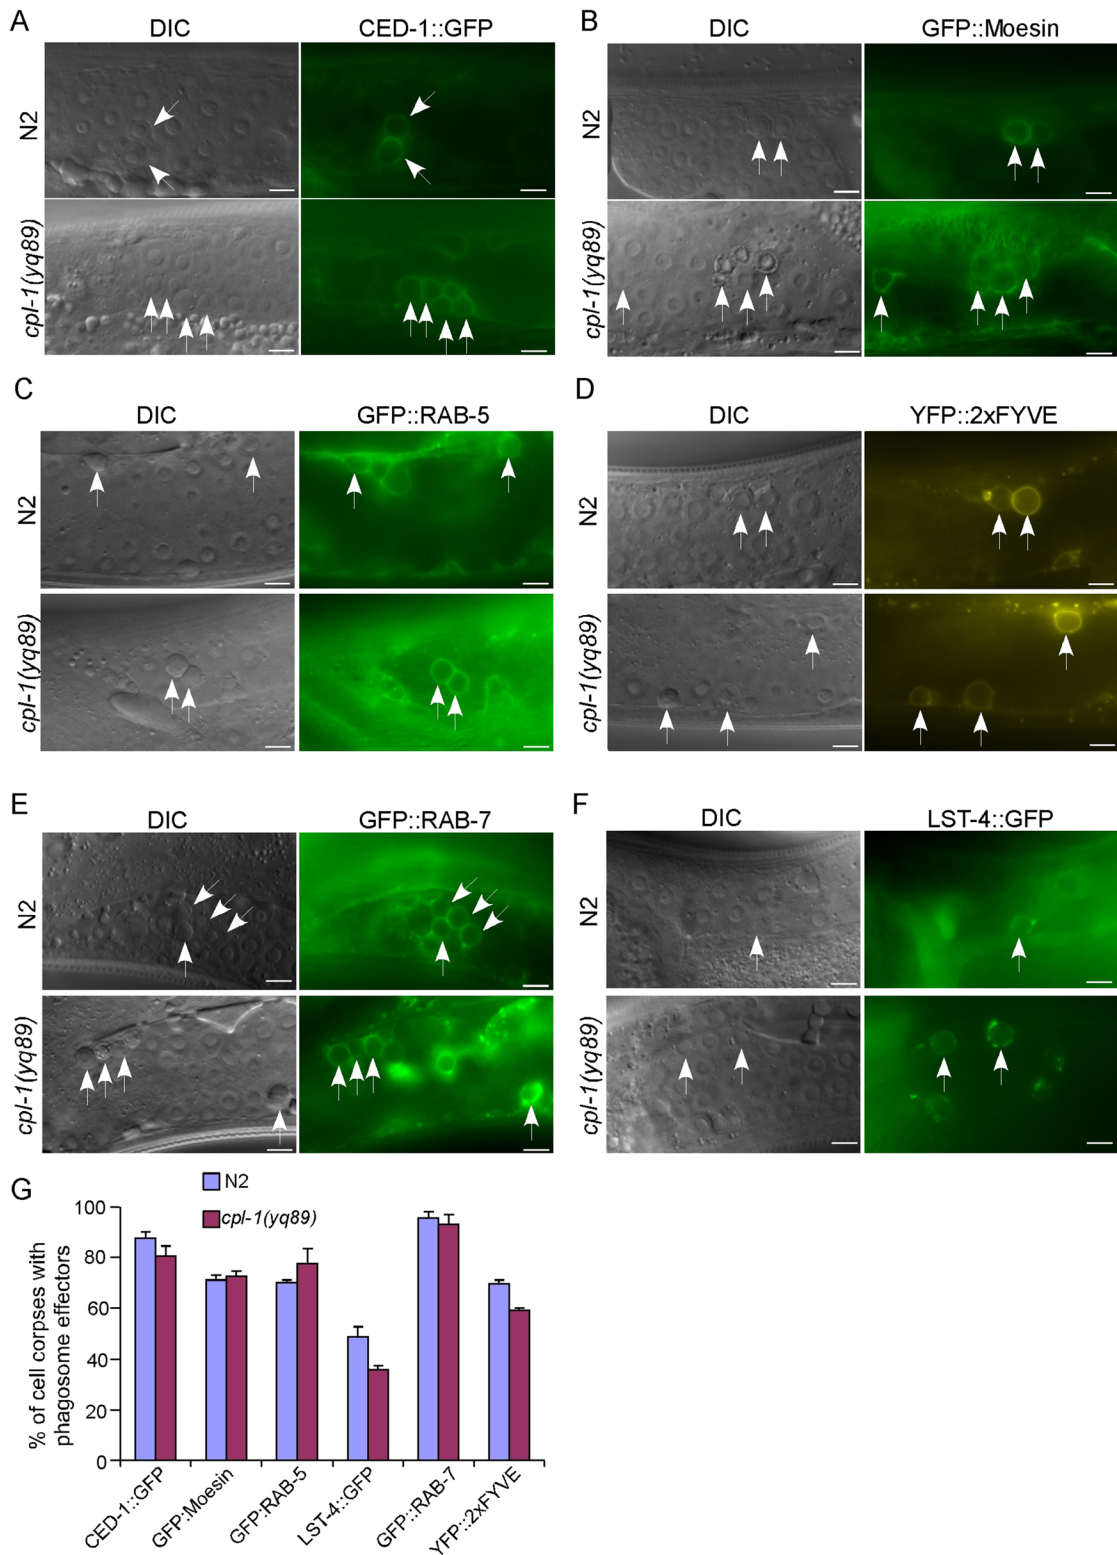 A
DIC
CED-1::GFP
N2
cpl-1(yq89)
B
DIC
GFP::Moesin
N2
cpl-1(yq89)
C
DIC
GFP::RAB-5
N2
cpl-1(yq89)
D
DIC
YFP::2xFYVE
N2
cpl-1(yq89)
E
DIC
GFP::RAB-7
N2
cpl-1(yq89)
F
DIC
LST-4::GFP
N2
cpl-1(yq89)
G
N2
cpl-1(yq89)
% of cell corpses with
phagosome effectors
100
80
60
40
20
0
CED-1::GFP
GFP:Moesin
GFP:RAB-5
LST-4::GFP
GFP::RAB-7
YFP::2xFYVE